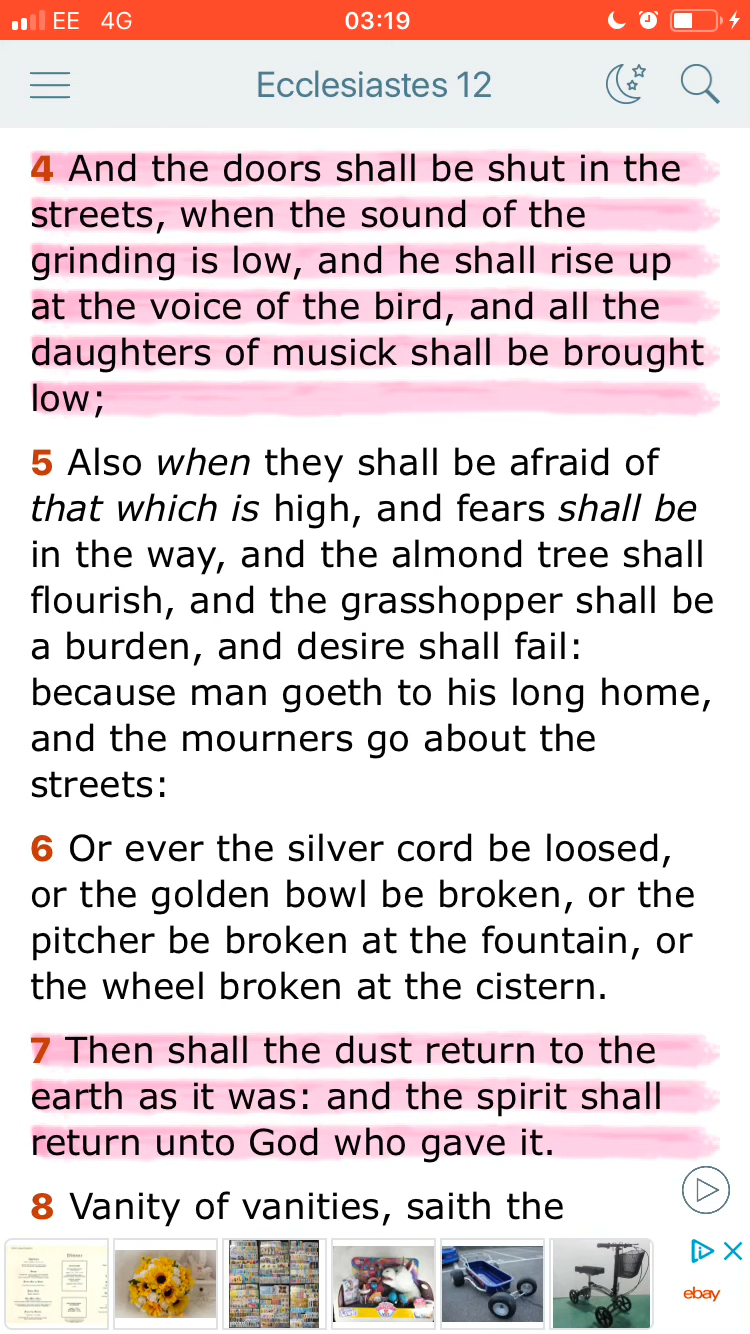 EE 4G 03:19
Ecclesiastes 12
4 And the doors shall be shut in the
streets, when the sound of the
grinding is low, and he shall rise up
at the voice of the bird, and all the
daughters of musick shall be brought
low;
5 Also when they shall be afraid of
that which is high, and fears shall be
in the way, and the almond tree shall
flourish, and the grasshopper shall be
a burden, and desire shall fail:
because man goeth to his long home,
and the mourners go about the
streets:
6 Or ever the silver cord be loosed,
or the golden bowl be broken, or the
pitcher be broken at the fountain, or
the wheel broken at the cistern.
7 Then shall the dust return to the
earth as it was: and the spirit shall
return unto God who gave it.
8 Vanity of vanities, saith the
ebay